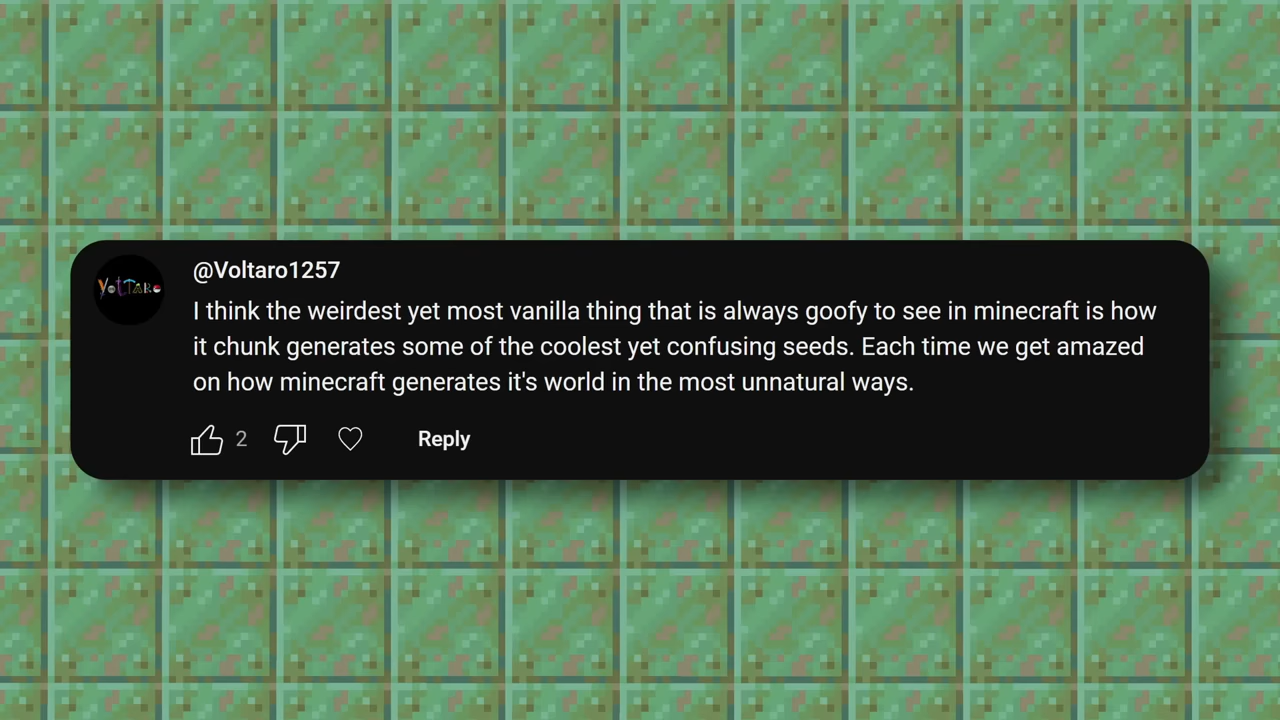 YolTaro
@Voltaro1257
I think the weirdest yet most vanilla thing that is always goofy to see in minecraft is how
it chunk generates some of the coolest yet confusing seeds. Each time we get amazed
on how minecraft generates it's world in the most unnatural ways.
2
Reply